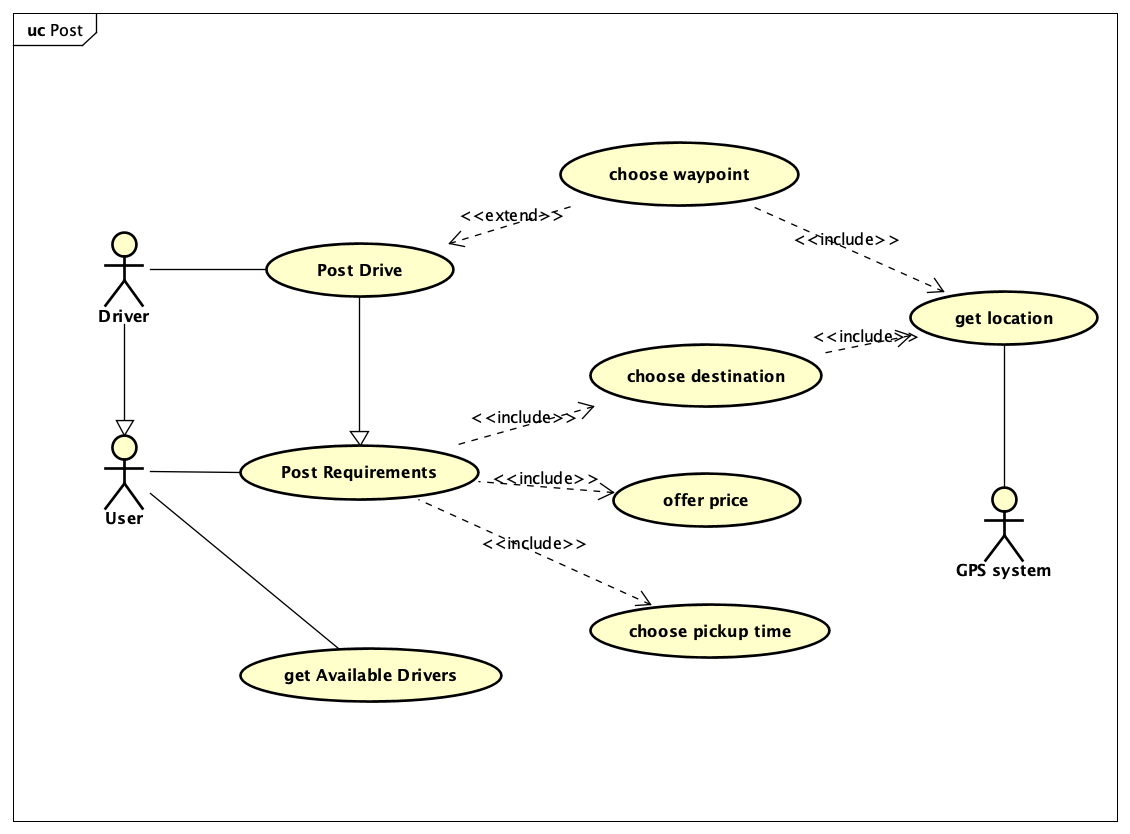 uc Post
choose waypoint
<<extend>>
<<include>>
Post Drive
Driver
get location
<<include>>
choose destination
<<include>>
Post Requirements
<<include>>
offer price
User
<<include>>
GPS system
choose pickup time
get Available Drivers